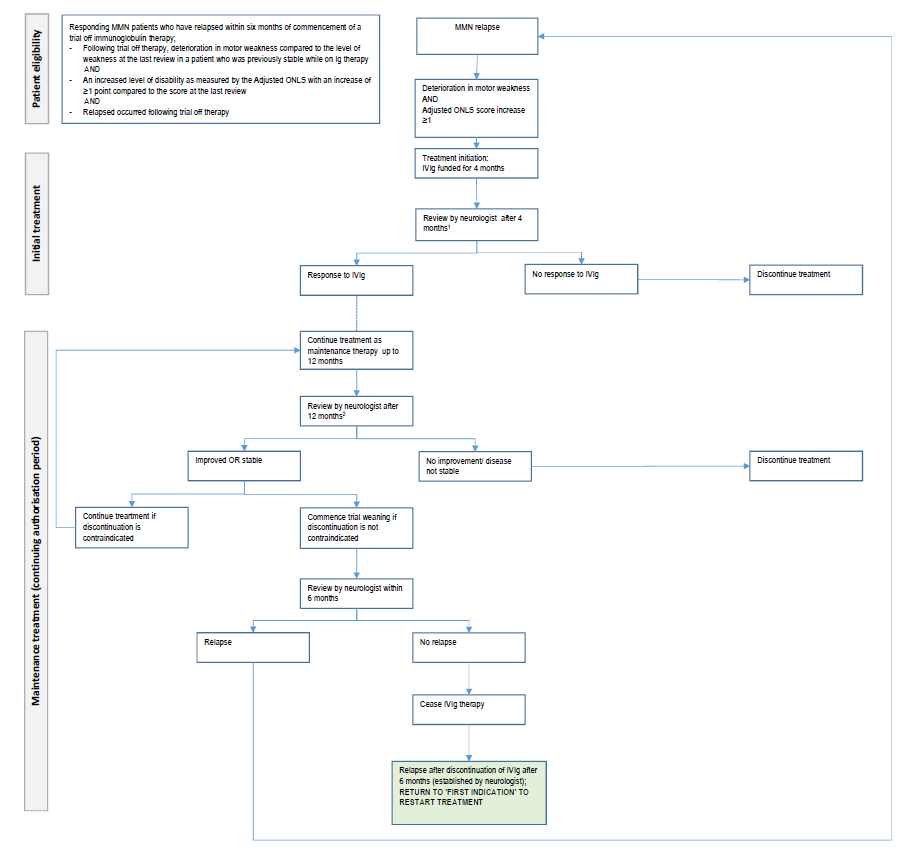 Patient eligibility
Responding MMN patients who have relapsed within six months of commencement of a
trial off immunoglobulin therapy;
- Following trial off therapy, deterioration in motor weakness compared to the level of
weakness at the last review in a patient who was previously stable while on Ig therapy
AND
- An increased level of disability as measured by the Adjusted ONLS with an increase of
≥1 point compared to the score at the last review
AND
- Relapsed occurred following trial off therapy
MMN relapse
Deterioration in motor weakness
AND
Adjusted ONLS score increase
≥1
Initial treatment
Treatment initiation:
IVIg funded for 4 months
Review by neurologist after 4
months¹
Response to IVIg
No response to IVIg
Discontinue treatment
Maintenance treatment (continuing authorisation period)
Continue treatment as
maintenance therapy up to
12 months
Review by neurologist after
12 months²
Improved OR stable
No improvement/ disease
not stable
Discontinue treatment
Continue treartment if
discontinuation is
contraindicated
Commence trial weaning if
discontinuation is not
contraindicated
Review by neurologist within
6 months
Relapse
No relapse
Cease IVIg therapy
Relapse after discontinuation of IVIg after
6 months (established by neurologist);
RETURN TO 'FIRST INDICATION' TO
RESTART TREATMENT